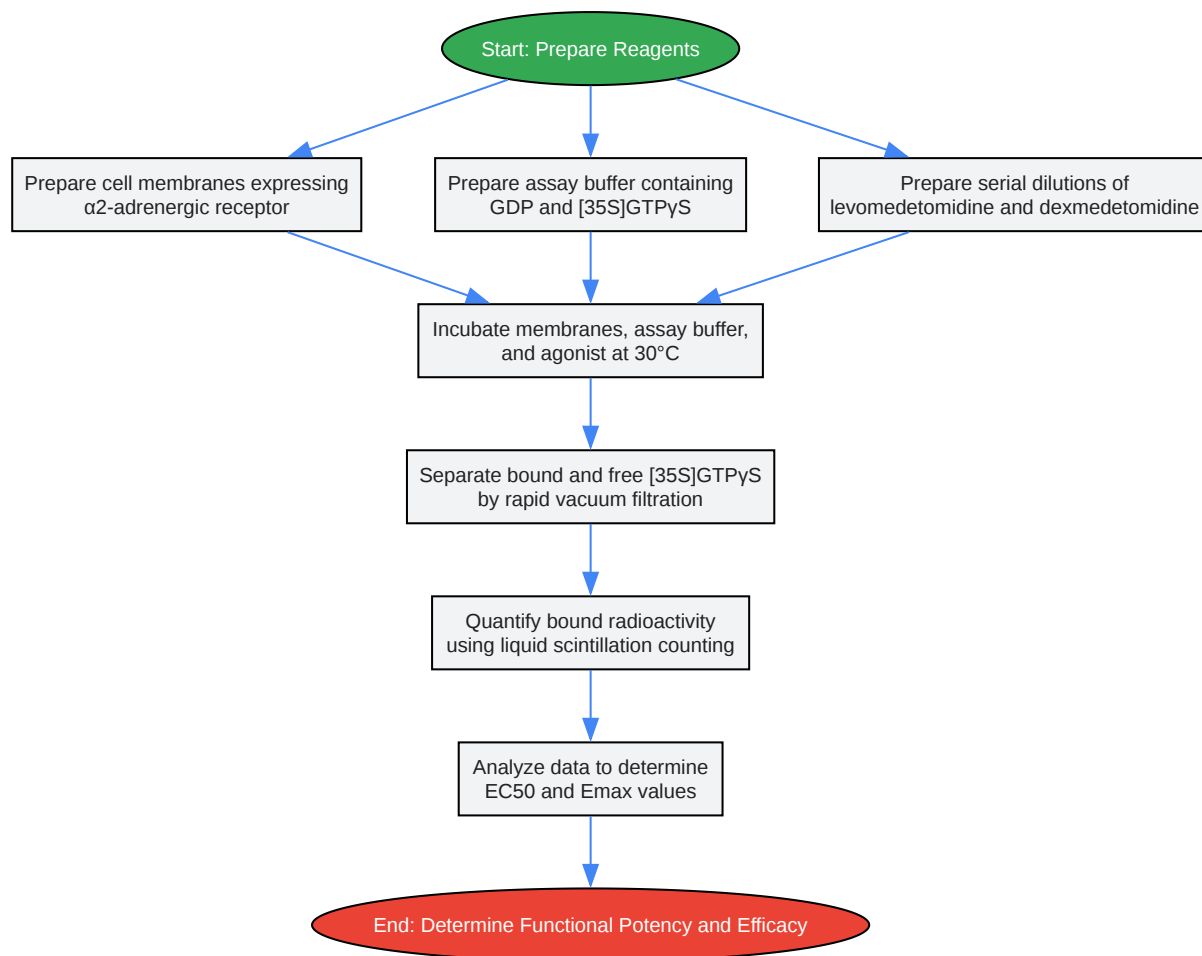 Start: Prepare Reagents
Prepare cell membranes expressing
α2-adrenergic receptor
Prepare assay buffer containing
GDP and [35S]GTPγS
Prepare serial dilutions of
levomedetomidine and dexmedetomidine
Incubate membranes, assay buffer,
and agonist at 30°C
Separate bound and free [35S]GTPγS
by rapid vacuum filtration
Quantify bound radioactivity
using liquid scintillation counting
Analyze data to determine
EC50 and Emax values
End: Determine Functional Potency and Efficacy